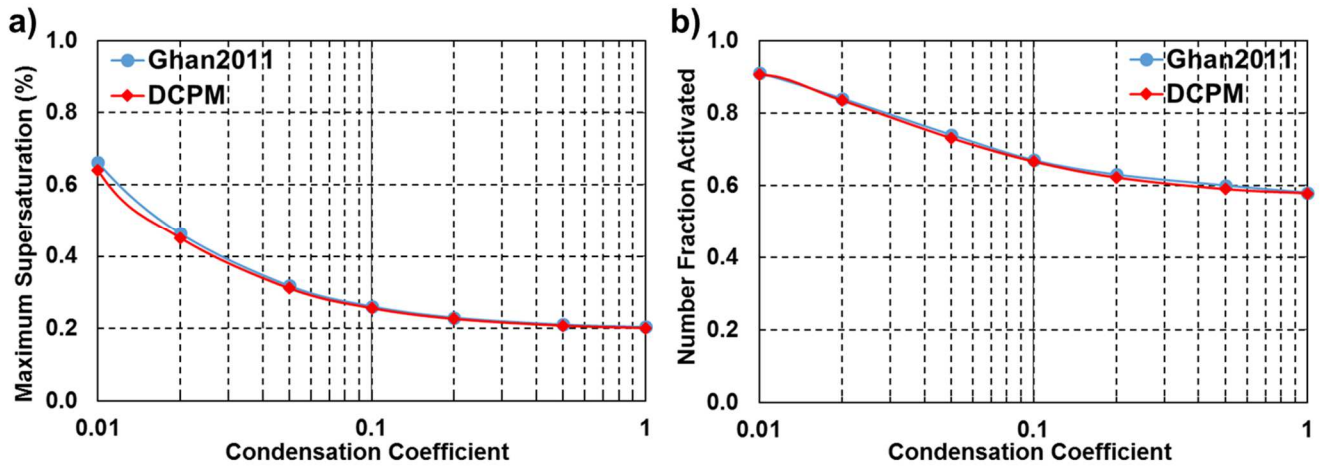 a)
Maximum Supersaturation (%)
1.0
0.8
0.6
0.4
0.2
0.0
Ghan2011
DCPM
0.01
0.1
1
Condensation Coefficient
b)
Number Fraction Activated
1.0
0.8
0.6
0.4
0.2
0.0
Ghan2011
DCPM
0.01
0.1
1
Condensation Coefficient